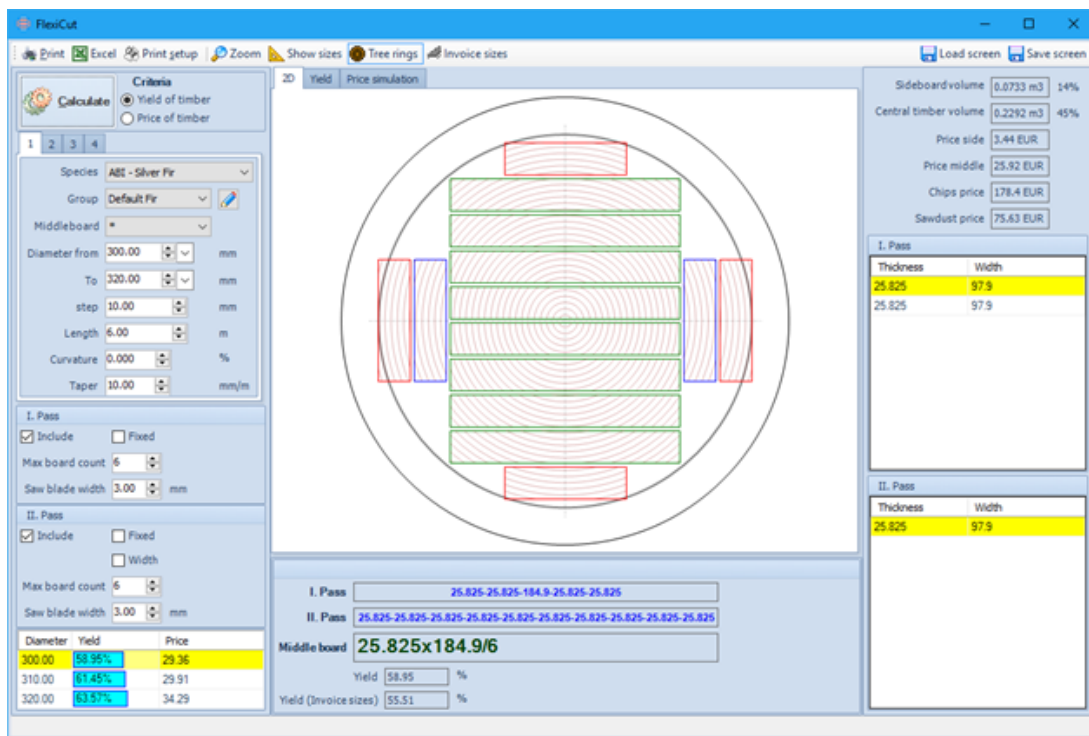 FlexiCut
Print Excel Print setup Zoom Show sizes Tree rings Invoice sizes Load screen Save screen
Calculate
Criteria
Yield of timber
Price of timber
1 2 3 4
Species ABI - Silver Fir
Group Default Fir
Middleboard *
Diameter from 300.00 mm
To 320.00 mm
step 10.00 mm
Length 6.00 m
Curvature 0.000 %
Taper 10.00 mm/m
I. Pass
Include Fixed
Max board count 6
Saw blade width 3.00 mm
II. Pass
Include Fixed
Width
Max board count 6
Saw blade width 3.00 mm
Diameter Yield Price
300.00 58.95% 29.36
310.00 61.45% 29.91
320.00 63.57% 34.29
2D Yield Price simulation
I. Pass 25.825-25.825-184.9-25.825-25.825
II. Pass 25.825-25.825-25.825-25.825-25.825-25.825-25.825-25.825-25.825-25.825
Middle board 25.825x184.9/6
Yield 58.95 %
Yield (Invoice sizes) 55.51 %
Sideboard volume 0.0733 m3 14%
Central timber volume 0.2292 m3 45%
Price side 3.44 EUR
Price middle 25.92 EUR
Chips price 178.4 EUR
Sawdust price 75.63 EUR
I. Pass
Thickness Width
25.825 97.9
25.825 97.9
II. Pass
Thickness Width
25.825 97.9